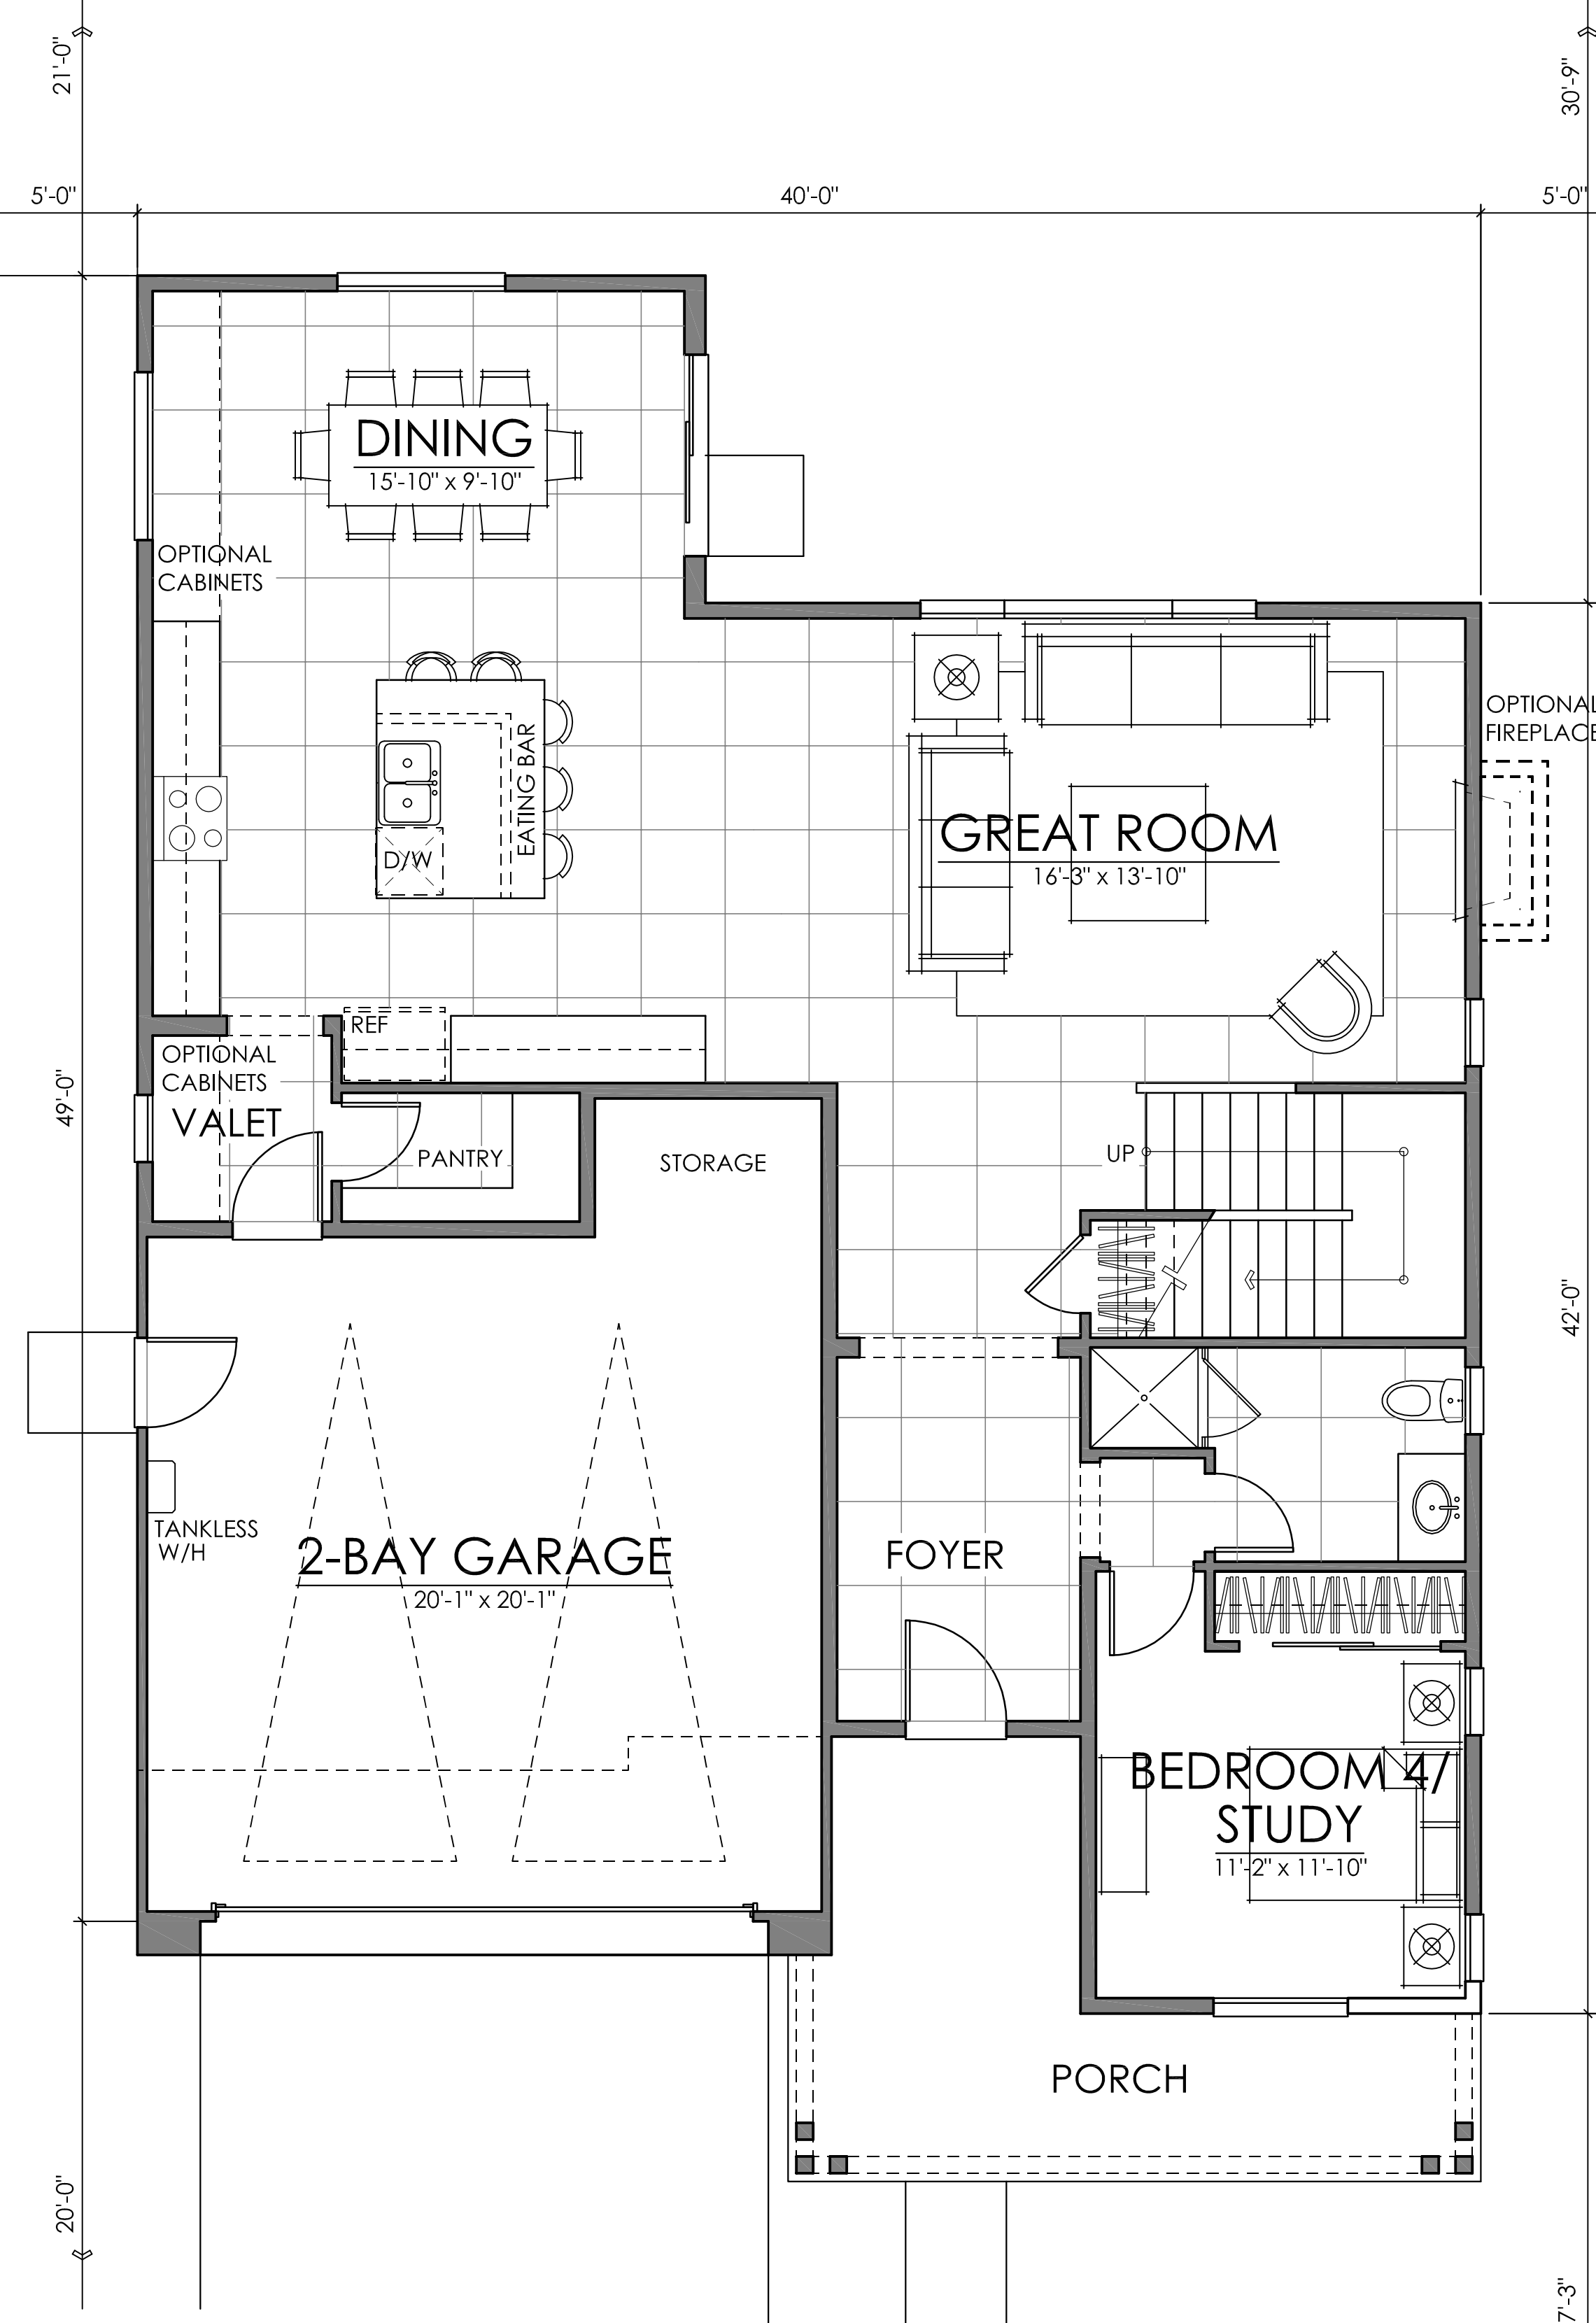 21'-0"
30'-9"
5'-0"
40'-0"
5'-0"
DINING
15'-10" x 9'-10"
OPTIONAL
CABINETS
OPTIONAL
FIREPLACE
EATING BAR
GREAT ROOM
16'-3" x 13'-10"
D/W
REF
OPTIONAL
CABINETS
VALET
49'-0"
PANTRY
STORAGE
UP
42'-0"
TANKLESS
W/H
2-BAY GARAGE
20'-1" x 20'-1"
FOYER
BEDROOM 4/
STUDY
11'-2" x 11'-10"
PORCH
20'-0"
7'-3"